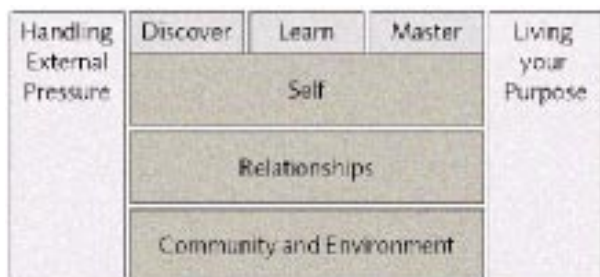 Handling
External
Pressure
Discover
Learn
Master
Self
Relationships
Community and Environment
Living
your
Purpose